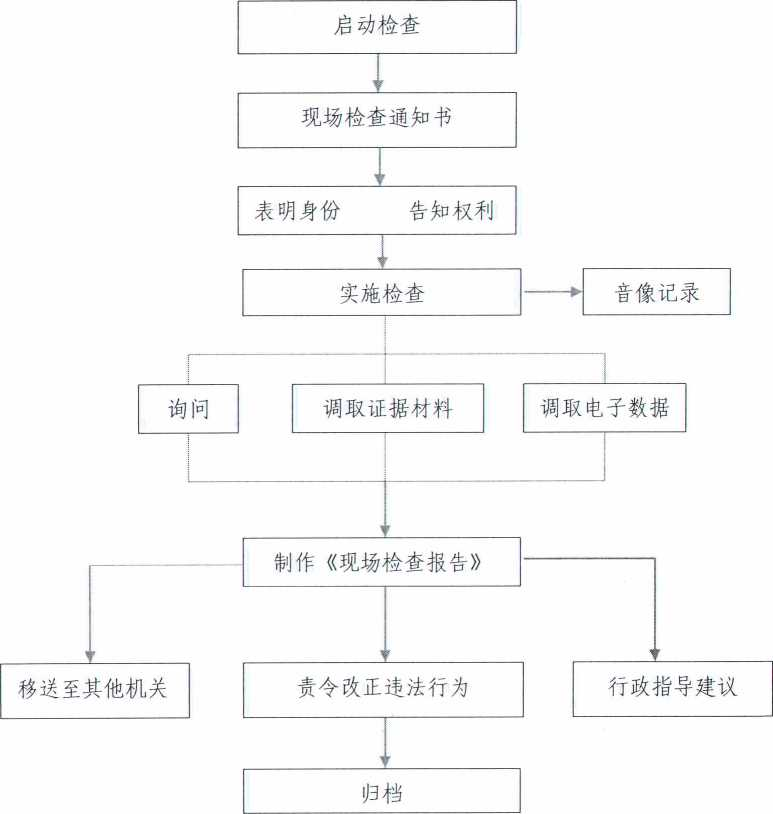 启动检查
现场检查通知书
表明身份 告知权利
实施检查 音像记录
询问 调取证据材料 调取电子数据
制作《现场检查报告》
移送至其他机关 责令改正违法行为 行政指导建议
归档